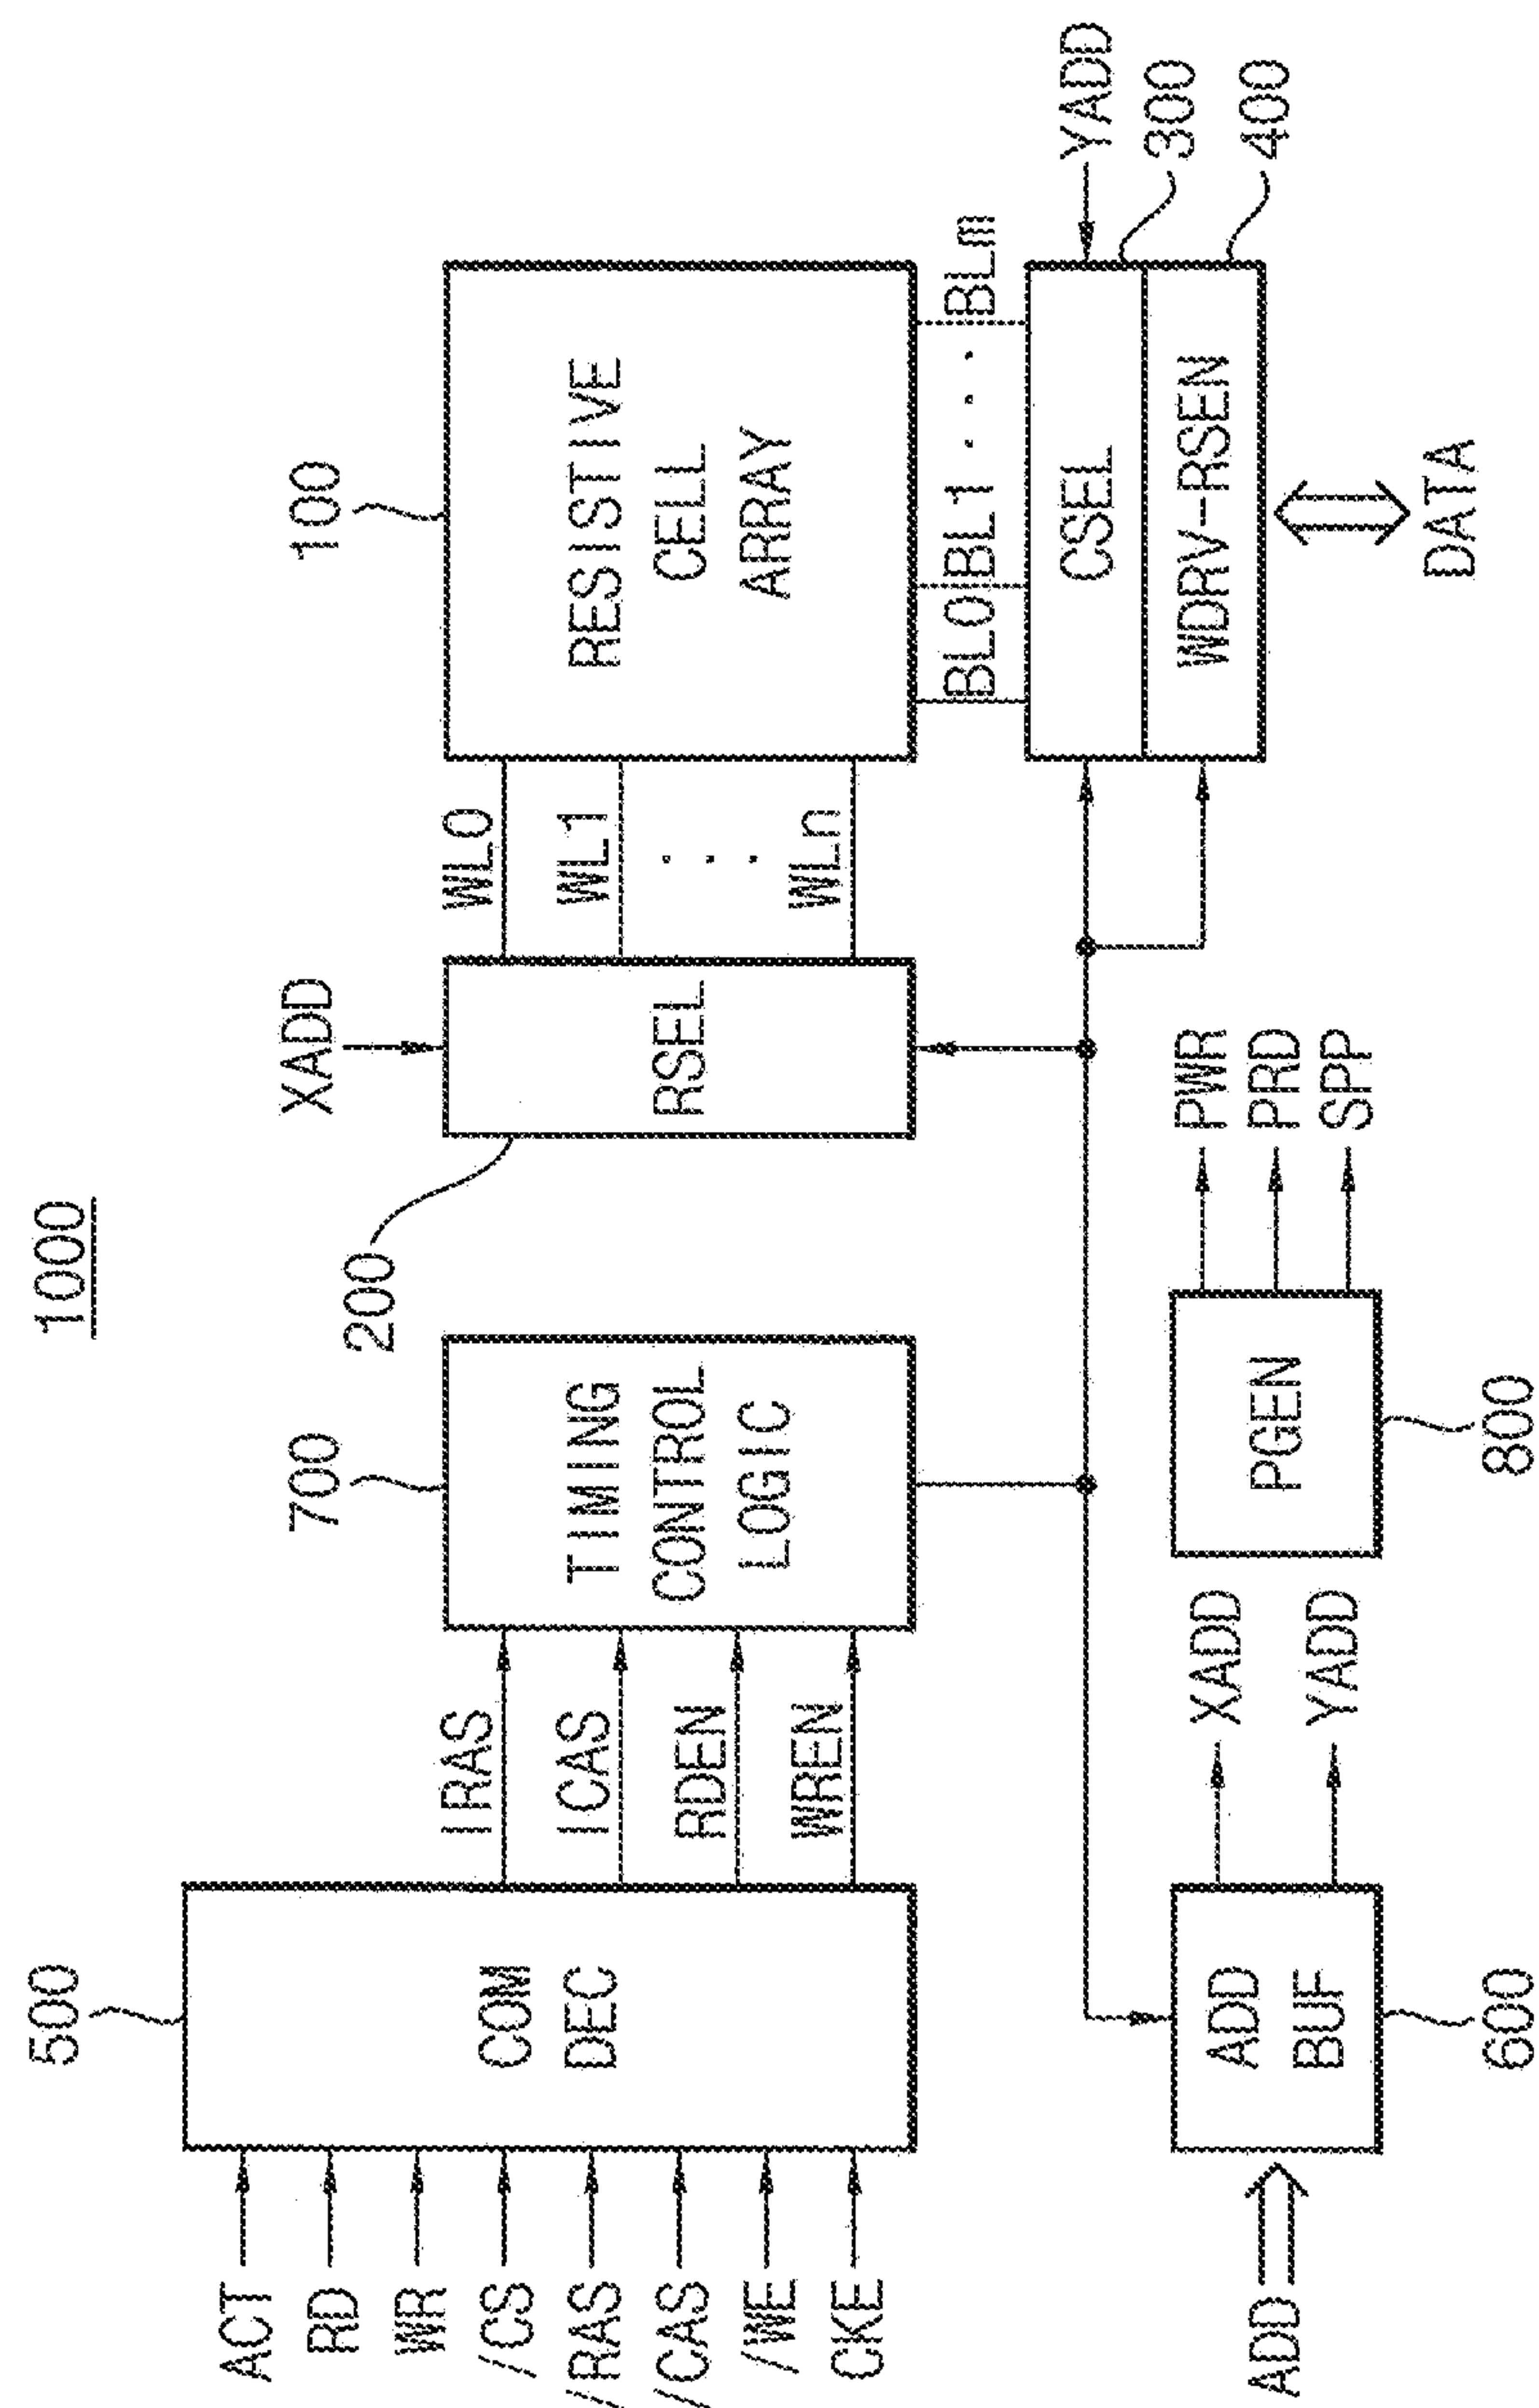 1000
500
ACT
RD
WR
/CS
/RAS
/CAS
/WE
CKE
COM
DEC
IRAS
ICAS
RDEN
WREN
700
TIMING
CONTROL
LOGIC
200
XADD
RSEL
WL0
WL1
. . .
WLn
100
RESISTIVE
CELL
ARRAY
BL0 BL1 . . . BLm
CSEL
YADD
300
WDRV-RSEN
400
DATA
ADD
ADD
BUF
600
XADD
YADD
PGEN
800
PWR
PRD
SPP